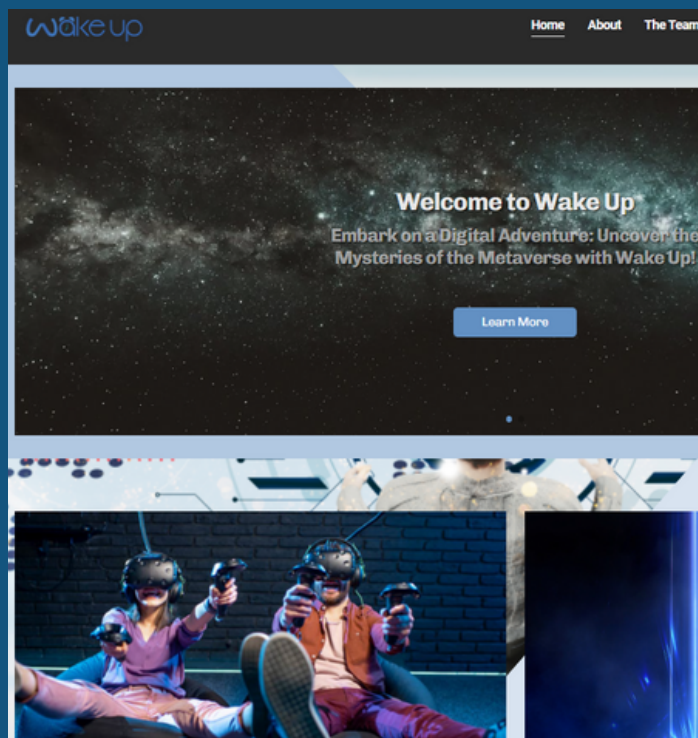 wake up
Home About The Team
Welcome to Wake Up
Embark on a Digital Adventure: Uncover the
Mysteries of the Metaverse with Wake Up!
Learn More